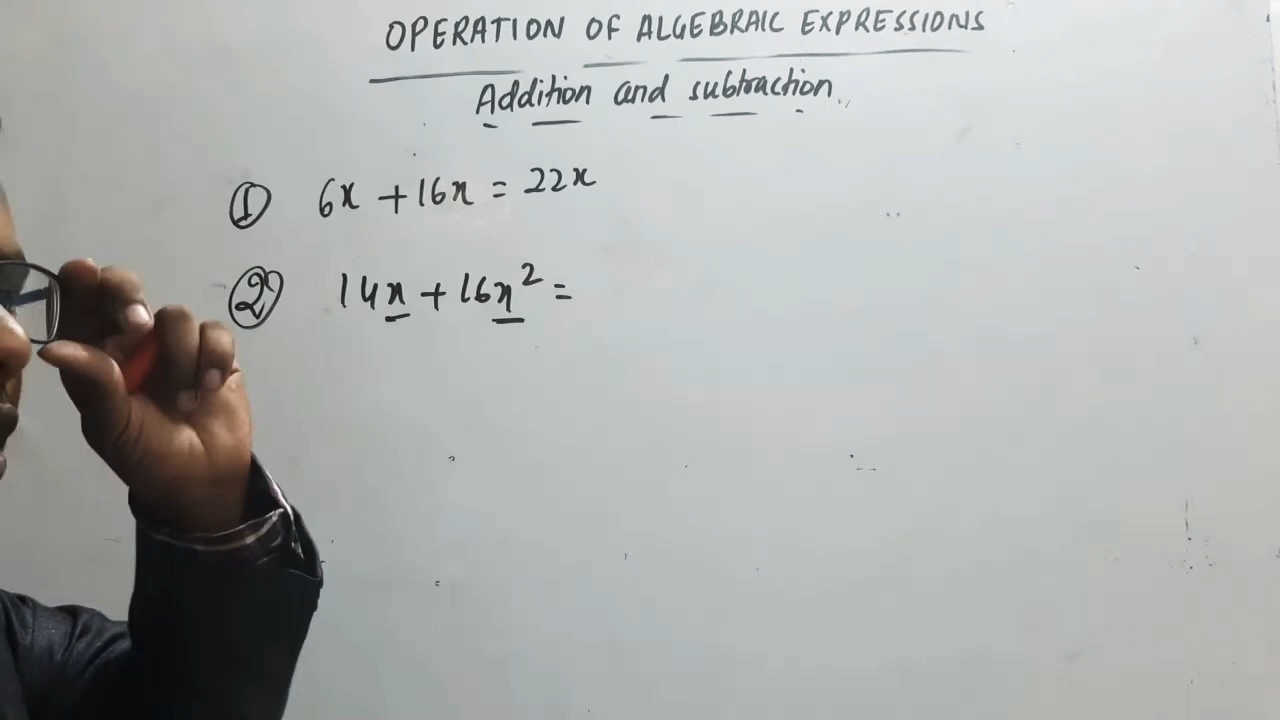 OPERATION OF ALGEBRAIC EXPRESSIONS
Addition and subtraction
① 6x + 16x = 22x
② 14x + 16x² =